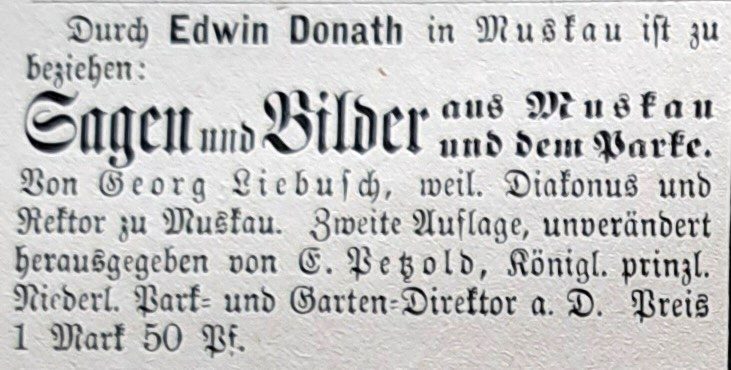 Durch Edwin Donath in Muskau ist zu
beziehen:
Sagen und Bilder aus Muskau
und dem Parke.
Von Georg Liebusch, weil. Diakonus und
Rektor zu Muskau. Zweite Auflage, unverändert
herausgegeben von E. Petzold, Königl. prinzl.
Niederl. Park- und Garten-Direktor a. D. Preis
1 Mark 50 Pf.